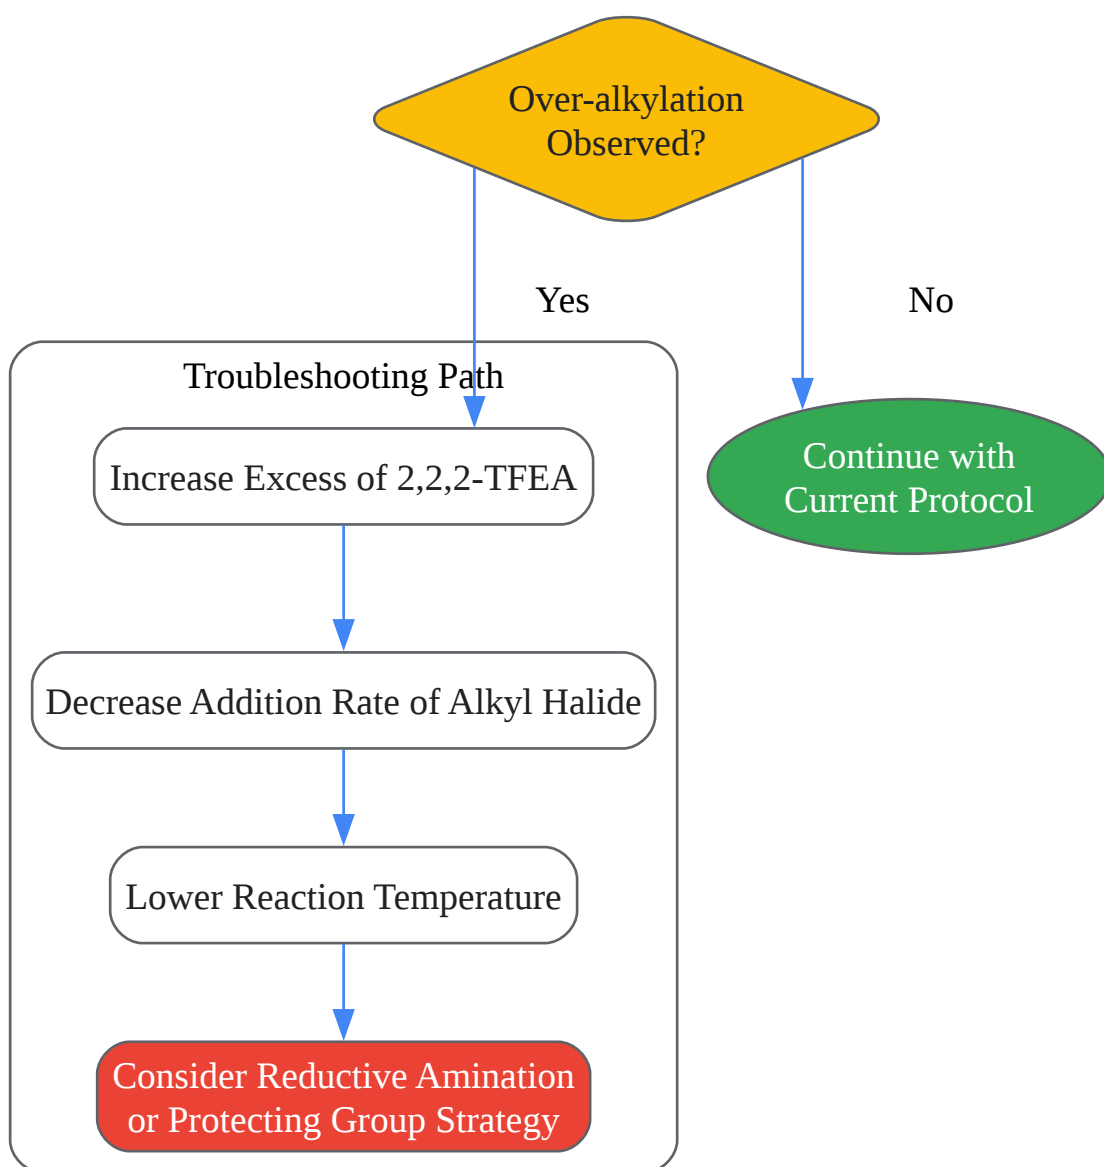 Over-alkylation
Observed?
Yes
No
Troubleshooting Path
Increase Excess of 2,2,2-TFEA
Continue with
Current Protocol
Decrease Addition Rate of Alkyl Halide
Lower Reaction Temperature
Consider Reductive Amination
or Protecting Group Strategy